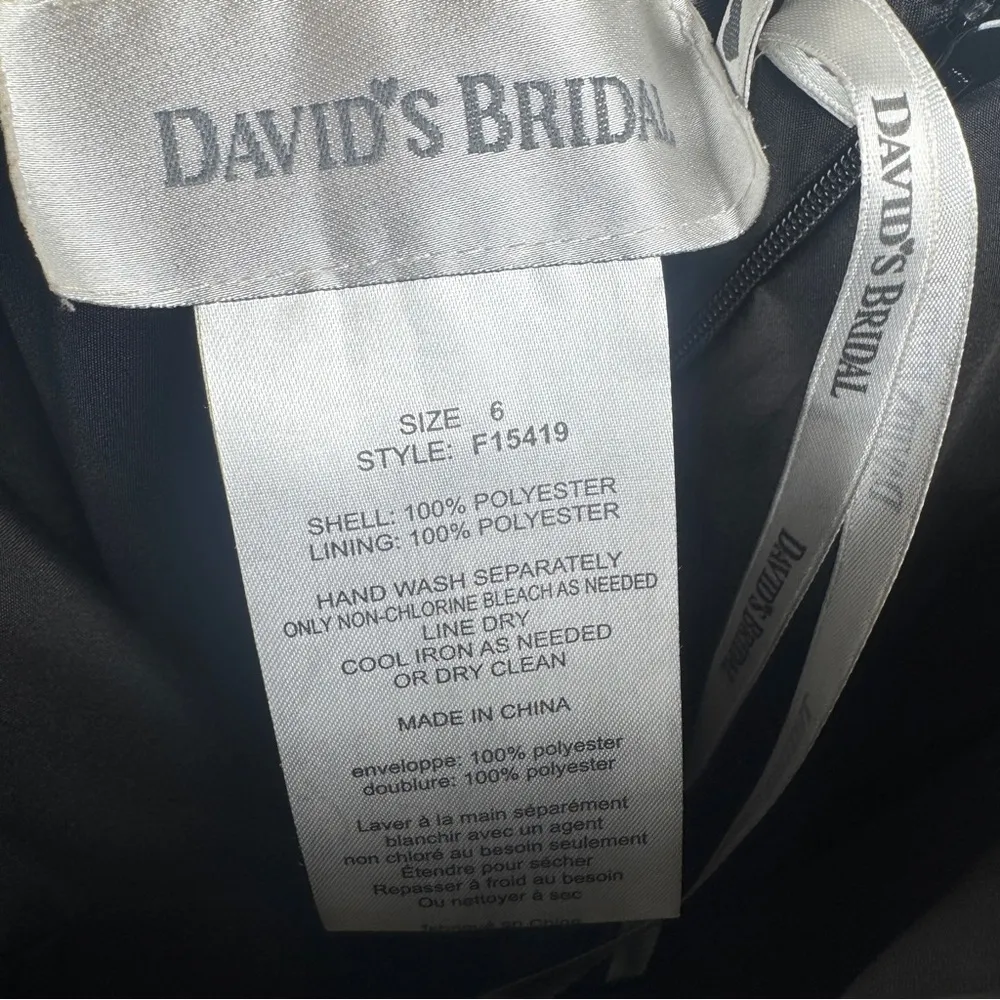 DAVID'S BRIDAL
SIZE 6
STYLE: F15419
SHELL: 100% POLYESTER
LINING: 100% POLYESTER
HAND WASH SEPARATELY
ONLY NON-CHLORINE BLEACH AS NEEDED
LINE DRY
COOL IRON AS NEEDED
OR DRY CLEAN
MADE IN CHINA
enveloppe: 100% polyester
doublure: 100% polyester
Laver à la main séparément
blanchir avec un agent
non chloré au besoin seulement
Étendre pour sécher
Repasser à froid au besoin
Ou nettoyer à sec
en Chine
DAVID'S BRIDAL
DAVID'S BRIDAL